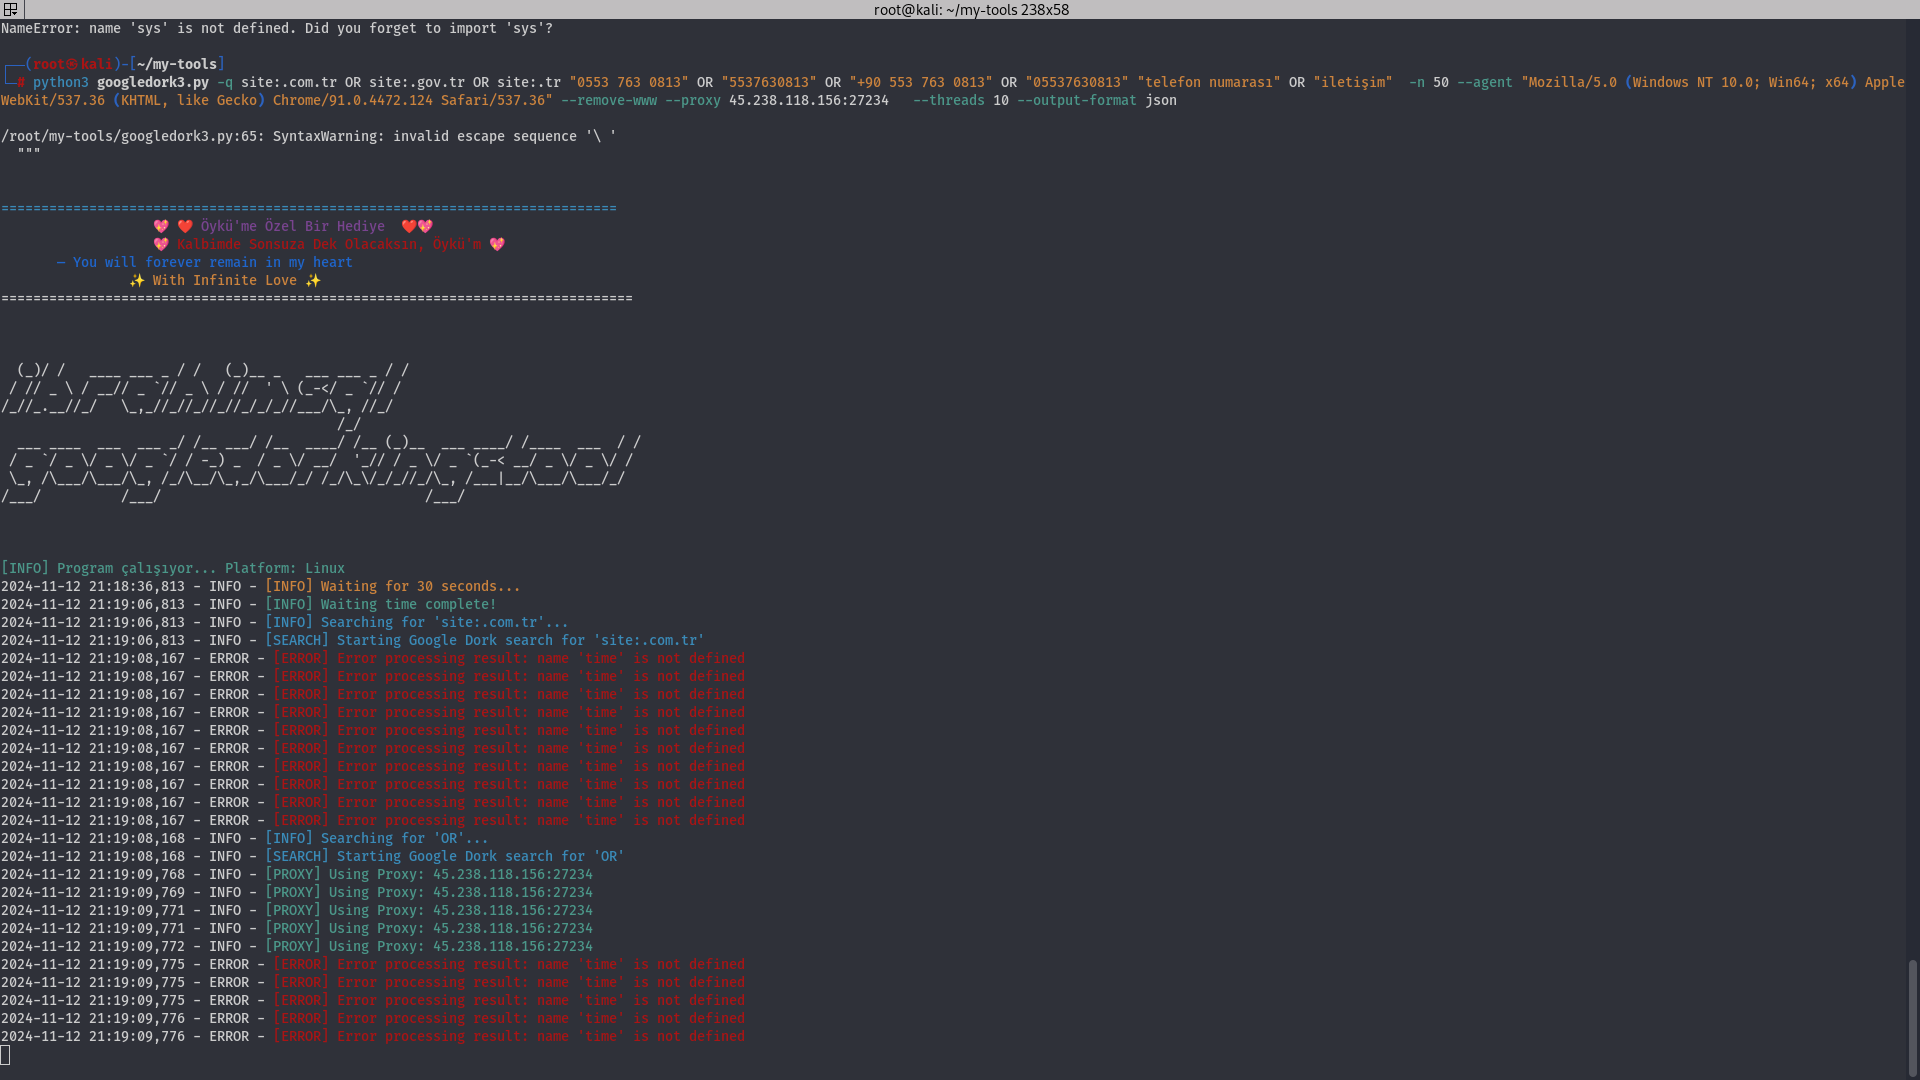 root@kali: ~/my-tools 238x58
NameError: name 'sys' is not defined. Did you forget to import 'sys'?
┌──(root㉿kali)-[~/my-tools]
└─# python3 googledork3.py -q site:.com.tr OR site:.gov.tr OR site:.tr "0553 763 0813" OR "5537630813" OR "+90 553 763 0813" OR "05537630813" "telefon numarası" OR "iletişim"  -n 50 --agent "Mozilla/5.0 (Windows NT 10.0; Win64; x64) Apple
WebKit/537.36 (KHTML, like Gecko) Chrome/91.0.4472.124 Safari/537.36" --remove-www --proxy 45.238.118.156:27234   --threads 10 --output-format json
/root/my-tools/googledork3.py:65: SyntaxWarning: invalid escape sequence '\ '
  """
=============================================================================
💖 ❤️ Öykü'me Özel Bir Hediye  ❤️💖
💖 Kalbimde Sonsuza Dek Olacaksın, Öykü'm 💖
— You will forever remain in my heart
✨ With Infinite Love ✨
===============================================================================
  (_)/ /   ____ ___ _ / /   (_)__ _   ___ ___ _ / /
 / // _ \ / __// _ `// _ \ / //  ' \ (_-</ _ `// /
/_//_.__//_/   \_,_//_//_//_//_/_/_//___/\_, //_/
                                          /_/
  ___ ____  ___  ___ _/ /__ ___/ /__  ____/ /__ (_)__  ___ ____/ /____  ___  / /
 / _ `/ _ \/ _ \/ _ `/ / -_) _  / _ \/ __/  '_// / _ \/ _ `(_-< __/ _ \/ _ \/ /
 \_, /\___/\___/\_, /_/\__/\_,_/\___/_/ /_/\_\/_/_//_/\_, /___|__/\___/\___/_/
/___/          /___/                                 /___/
[INFO] Program çalışıyor... Platform: Linux
2024-11-12 21:18:36,813 - INFO - [INFO] Waiting for 30 seconds...
2024-11-12 21:19:06,813 - INFO - [INFO] Waiting time complete!
2024-11-12 21:19:06,813 - INFO - [INFO] Searching for 'site:.com.tr'...
2024-11-12 21:19:06,813 - INFO - [SEARCH] Starting Google Dork search for 'site:.com.tr'
2024-11-12 21:19:08,167 - ERROR - [ERROR] Error processing result: name 'time' is not defined
2024-11-12 21:19:08,167 - ERROR - [ERROR] Error processing result: name 'time' is not defined
2024-11-12 21:19:08,167 - ERROR - [ERROR] Error processing result: name 'time' is not defined
2024-11-12 21:19:08,167 - ERROR - [ERROR] Error processing result: name 'time' is not defined
2024-11-12 21:19:08,167 - ERROR - [ERROR] Error processing result: name 'time' is not defined
2024-11-12 21:19:08,167 - ERROR - [ERROR] Error processing result: name 'time' is not defined
2024-11-12 21:19:08,167 - ERROR - [ERROR] Error processing result: name 'time' is not defined
2024-11-12 21:19:08,167 - ERROR - [ERROR] Error processing result: name 'time' is not defined
2024-11-12 21:19:08,167 - ERROR - [ERROR] Error processing result: name 'time' is not defined
2024-11-12 21:19:08,167 - ERROR - [ERROR] Error processing result: name 'time' is not defined
2024-11-12 21:19:08,168 - INFO - [INFO] Searching for 'OR'...
2024-11-12 21:19:08,168 - INFO - [SEARCH] Starting Google Dork search for 'OR'
2024-11-12 21:19:09,768 - INFO - [PROXY] Using Proxy: 45.238.118.156:27234
2024-11-12 21:19:09,769 - INFO - [PROXY] Using Proxy: 45.238.118.156:27234
2024-11-12 21:19:09,771 - INFO - [PROXY] Using Proxy: 45.238.118.156:27234
2024-11-12 21:19:09,771 - INFO - [PROXY] Using Proxy: 45.238.118.156:27234
2024-11-12 21:19:09,772 - INFO - [PROXY] Using Proxy: 45.238.118.156:27234
2024-11-12 21:19:09,775 - ERROR - [ERROR] Error processing result: name 'time' is not defined
2024-11-12 21:19:09,775 - ERROR - [ERROR] Error processing result: name 'time' is not defined
2024-11-12 21:19:09,775 - ERROR - [ERROR] Error processing result: name 'time' is not defined
2024-11-12 21:19:09,776 - ERROR - [ERROR] Error processing result: name 'time' is not defined
2024-11-12 21:19:09,776 - ERROR - [ERROR] Error processing result: name 'time' is not defined